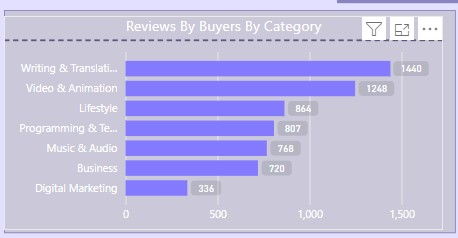 Reviews By Buyers By Category
Writing & Translati... 1440
Video & Animation 1248
Lifestyle 864
Programming & Te... 807
Music & Audio 768
Business 720
Digital Marketing 336
0 500 1,000 1,500